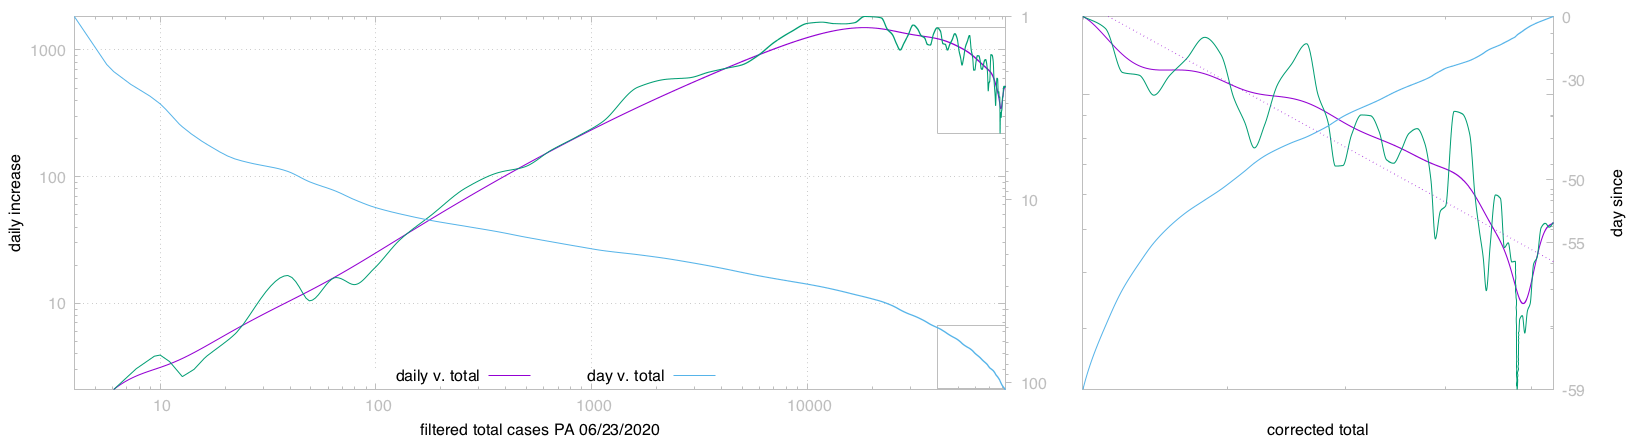 1000
100
10
daily increase
10
100
1000
10000
filtered total cases PA 06/23/2020
daily v. total
day v. total
1
10
100
corrected total
0
-30
-50
-55
-59
day since